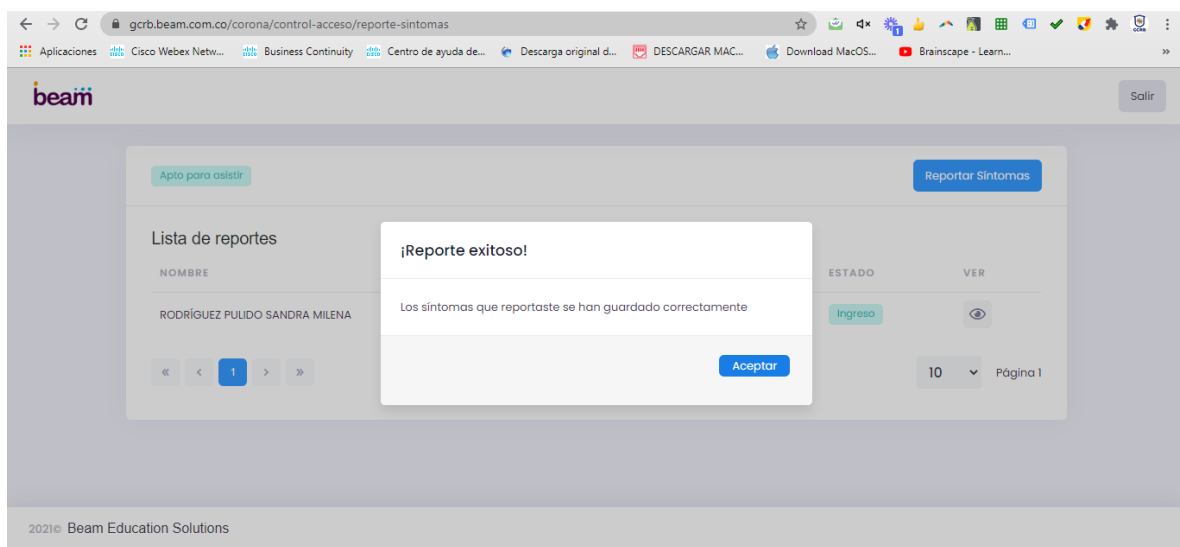 gcrb.beam.com.co/corona/control-acceso/reporte-sintomas
Aplicaciones Cisco Webex Netw... Business Continuity Centro de ayuda de... Descarga original d... DESCARGAR MAC... Download MacOS... Brainscape - Learn... »
beam Salir
Apto para asistir Reportar Síntomas
Lista de reportes
¡Reporte exitoso!
NOMBRE ESTADO VER
Los síntomas que reportaste se han guardado correctamente
RODRÍGUEZ PULIDO SANDRA MILENA Ingreso
« < 1 > » Aceptar 10 Página 1
2021© Beam Education Solutions